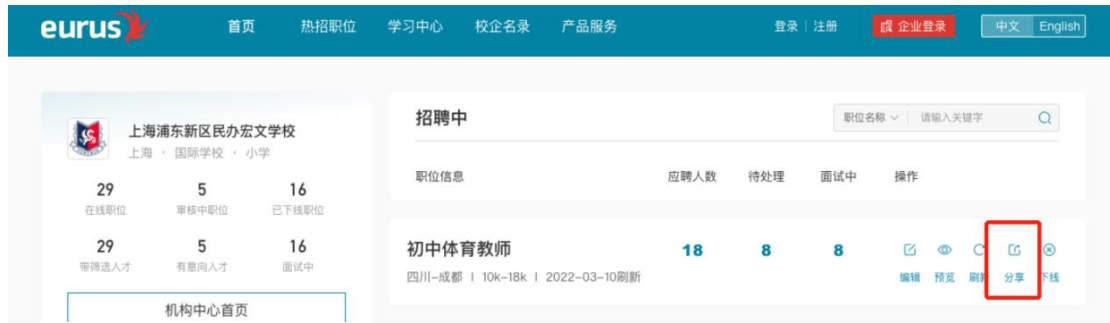 eurus 首页 热招职位 学习中心 校企名录 产品服务 登录 | 注册 企业登录 中文 English
上海浦东新区民办宏文学校
上海 · 国际学校 · 小学
29 5 16
在线职位 审核中职位 已下线职位
29 5 16
带筛选人才 有意向人才 面试中
机构中心首页
招聘中 职位名称 | 请输入关键字
职位信息 应聘人数 待处理 面试中 操作
初中体育教师 18 8 8
四川-成都 | 10k-18k | 2022-03-10刷新 编辑 预览 刷新 分享 下线